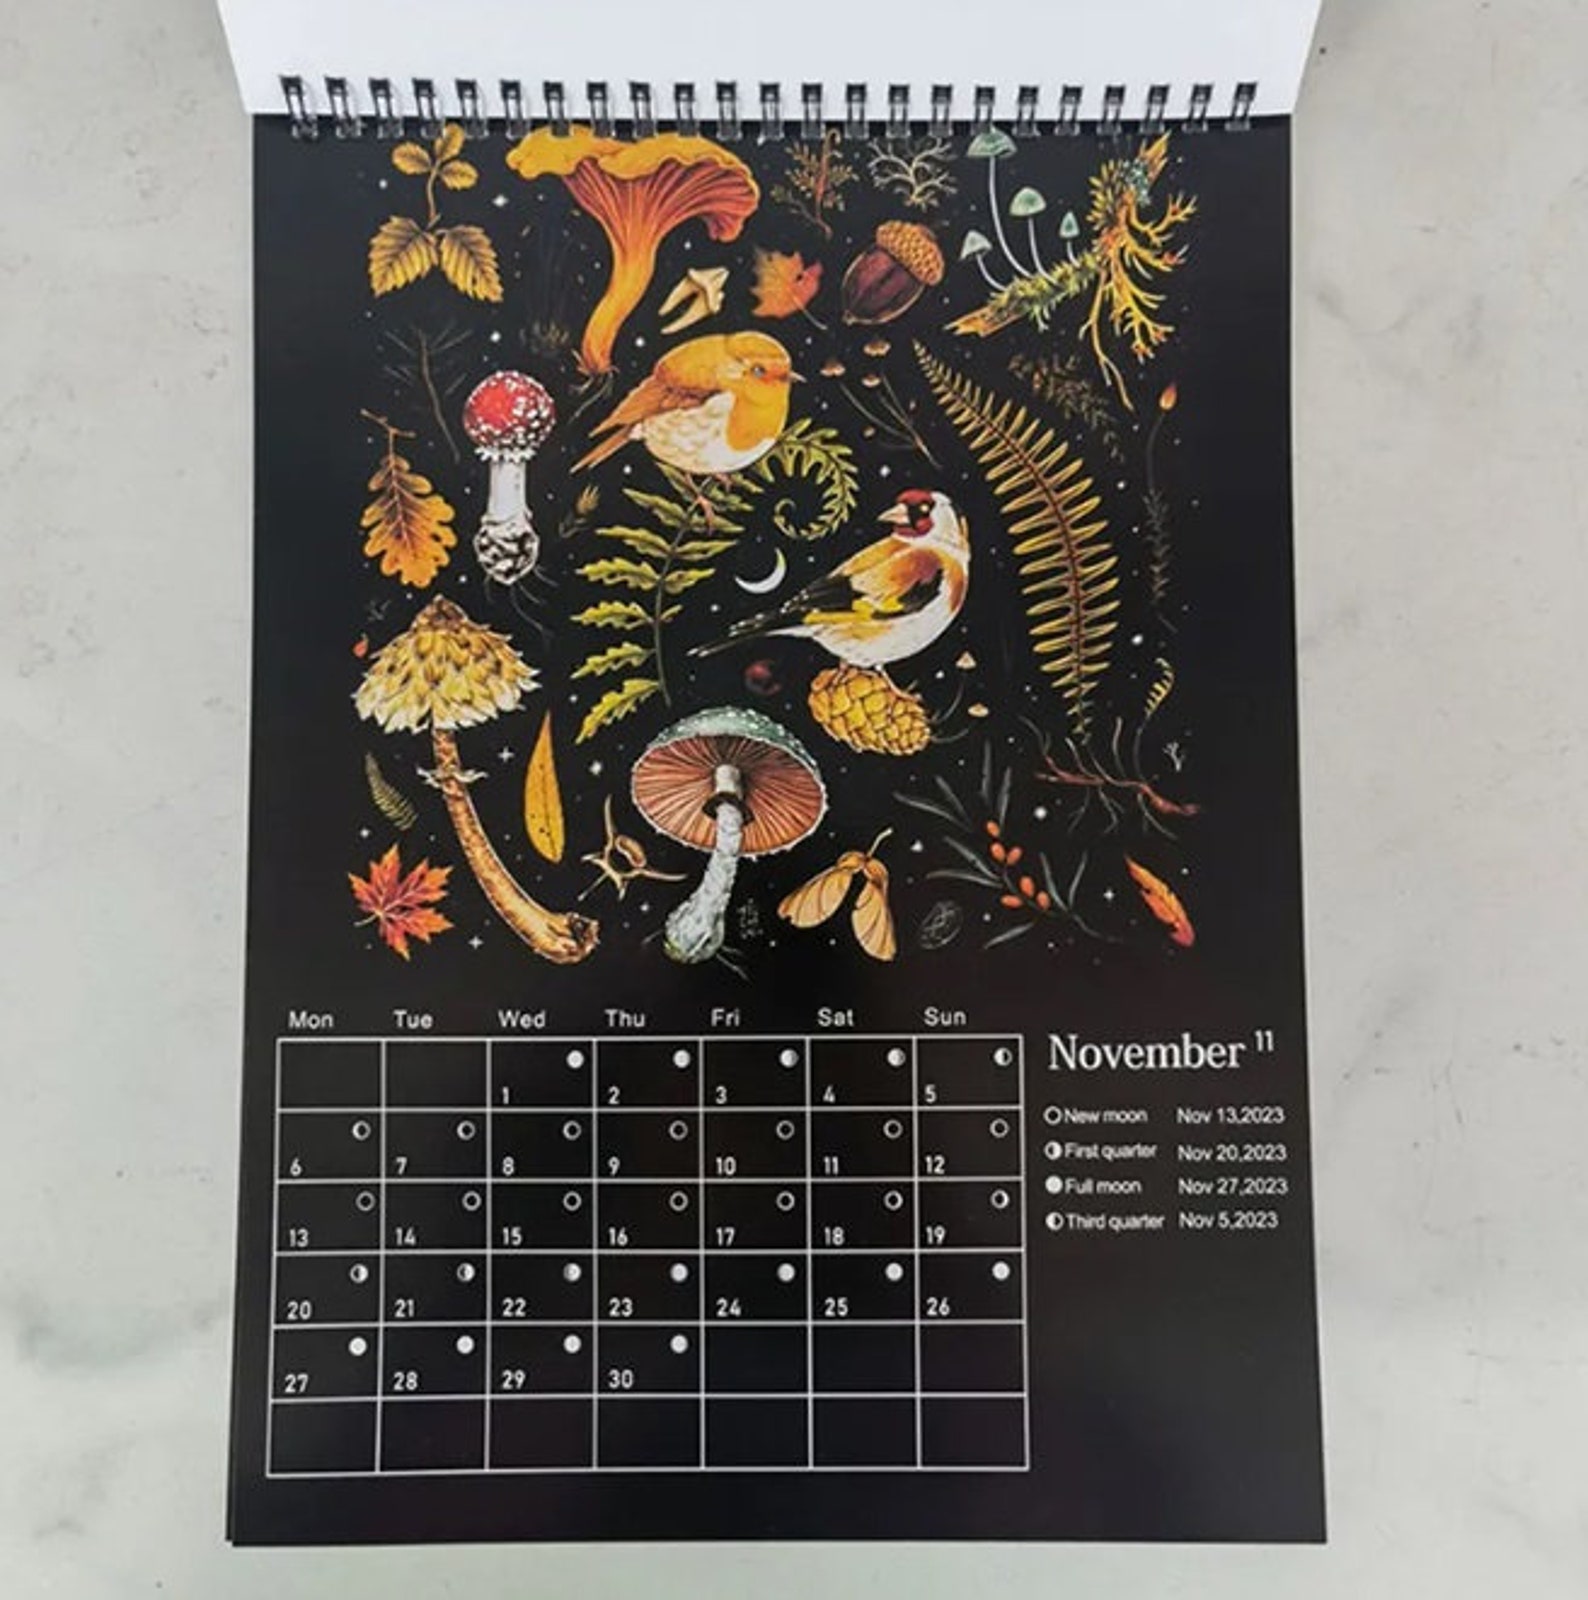 Mon Tue Wed Thu Fri Sat Sun
November 11
1 2 3 4 5
New moon Nov 13,2023
6 7 8 9 10 11 12
First quarter Nov 20,2023
Full moon Nov 27,2023
13 14 15 16 17 18 19
Third quarter Nov 5,2023
20 21 22 23 24 25 26
27 28 29 30